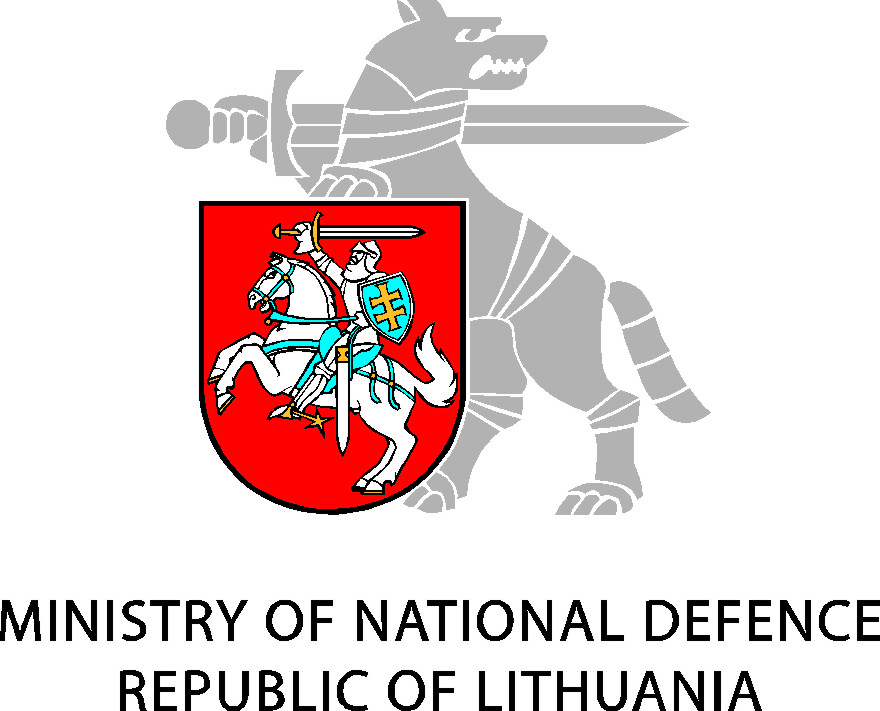 MINISTRY OF NATIONAL DEFENCE
REPUBLIC OF LITHUANIA